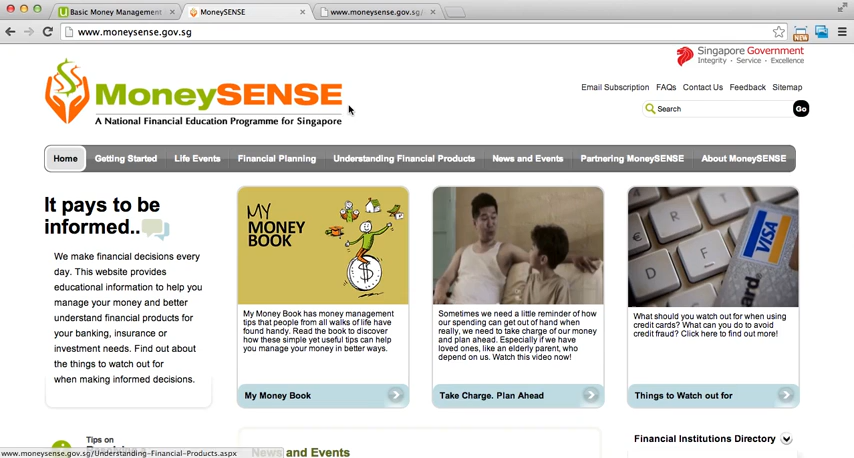 Basic Money Management
MoneySENSE
www.moneysense.gov.sg/
www.moneysense.gov.sg
NEW
Singapore Government
Integrity · Service · Excellence
Email Subscription FAQs Contact Us Feedback Sitemap
MoneySENSE
A National Financial Education Programme for Singapore
Search
Go
Home Getting Started Life Events Financial Planning Understanding Financial Products News and Events Partnering MoneySENSE About MoneySENSE
It pays to be
informed..
We make financial decisions every
day. This website provides
educational information to help you
manage your money and better
understand financial products for
your banking, insurance or
investment needs. Find out about
the things to watch out for
when making informed decisions.
MY
MONEY
BOOK
My Money Book has money management
tips that people from all walks of life have
found handy. Read the book to discover
how these simple yet useful tips can help
you manage your money in better ways.
My Money Book
Sometimes we need a little reminder of how
our spending can get out of hand when
really, we need to take charge of our money
and plan ahead. Especially if we have
loved ones, like an elderly parent, who
depend on us. Watch this video now!
Take Charge. Plan Ahead
VISA
What should you watch out for when using
credit cards? What can you do to avoid
credit fraud? Click here to find out more!
Things to Watch out for
Tips on
News and Events
Financial Institutions Directory
www.moneysense.gov.sg/Understanding-Financial-Products.aspx